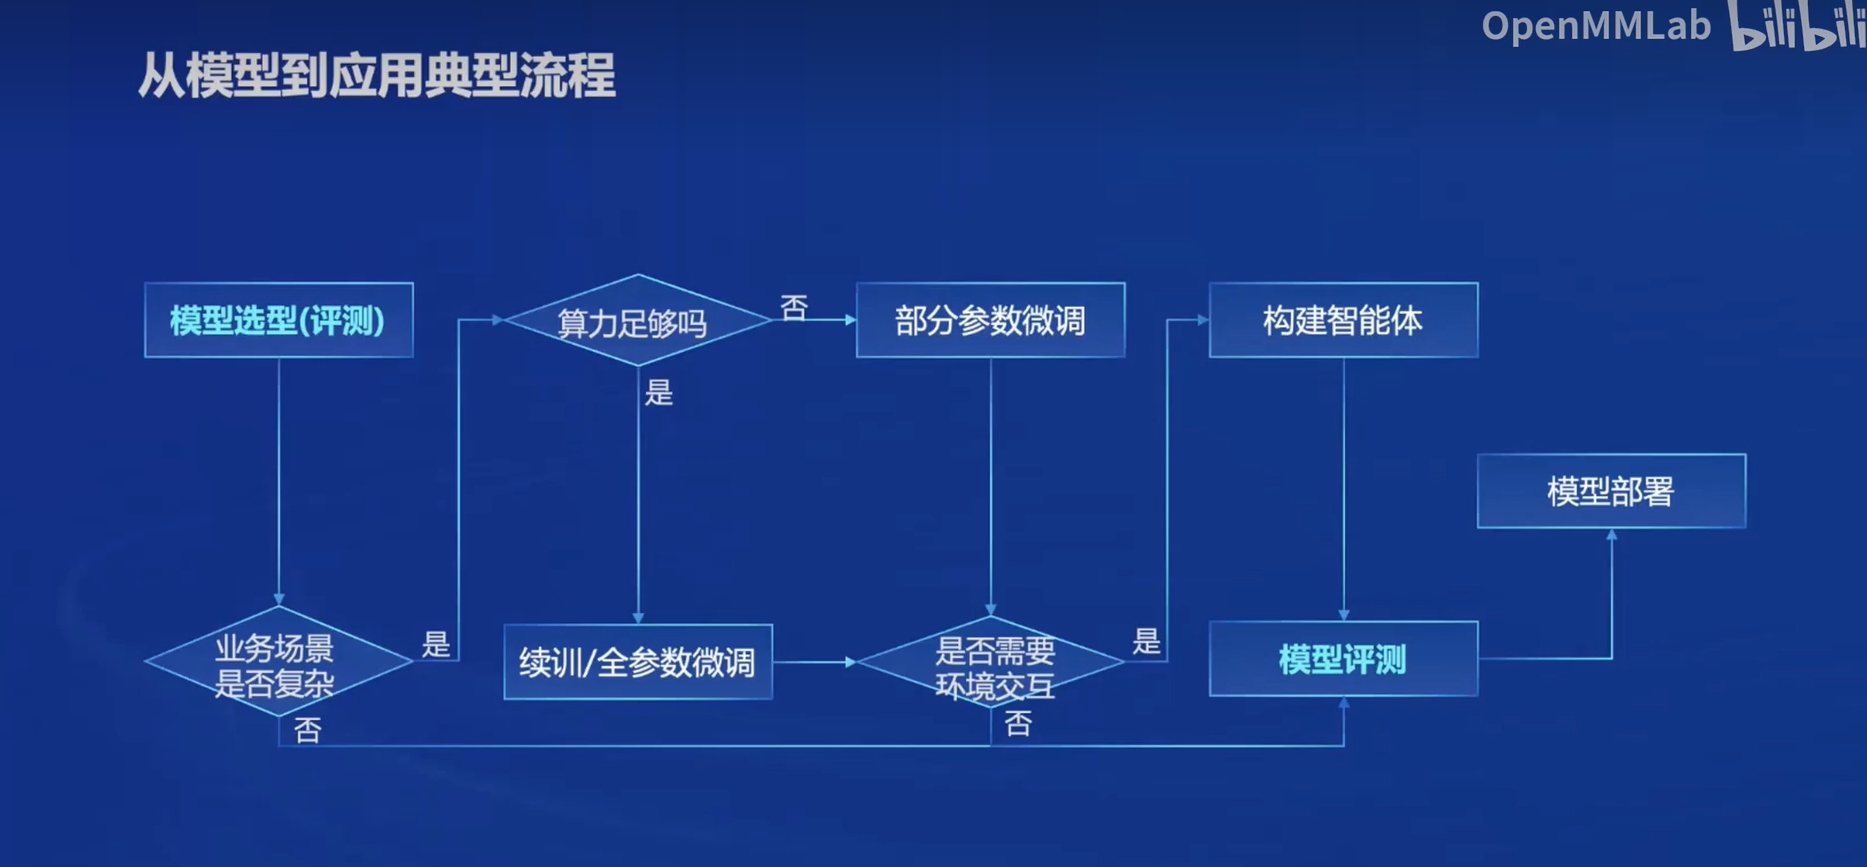 OpenMMLab bilibili
从模型到应用典型流程
模型选型(评测)
算力足够吗
否
部分参数微调
构建智能体
是
模型部署
业务场景
是否复杂
是
否
续训/全参数微调
是否需要
环境交互
是
否
模型评测